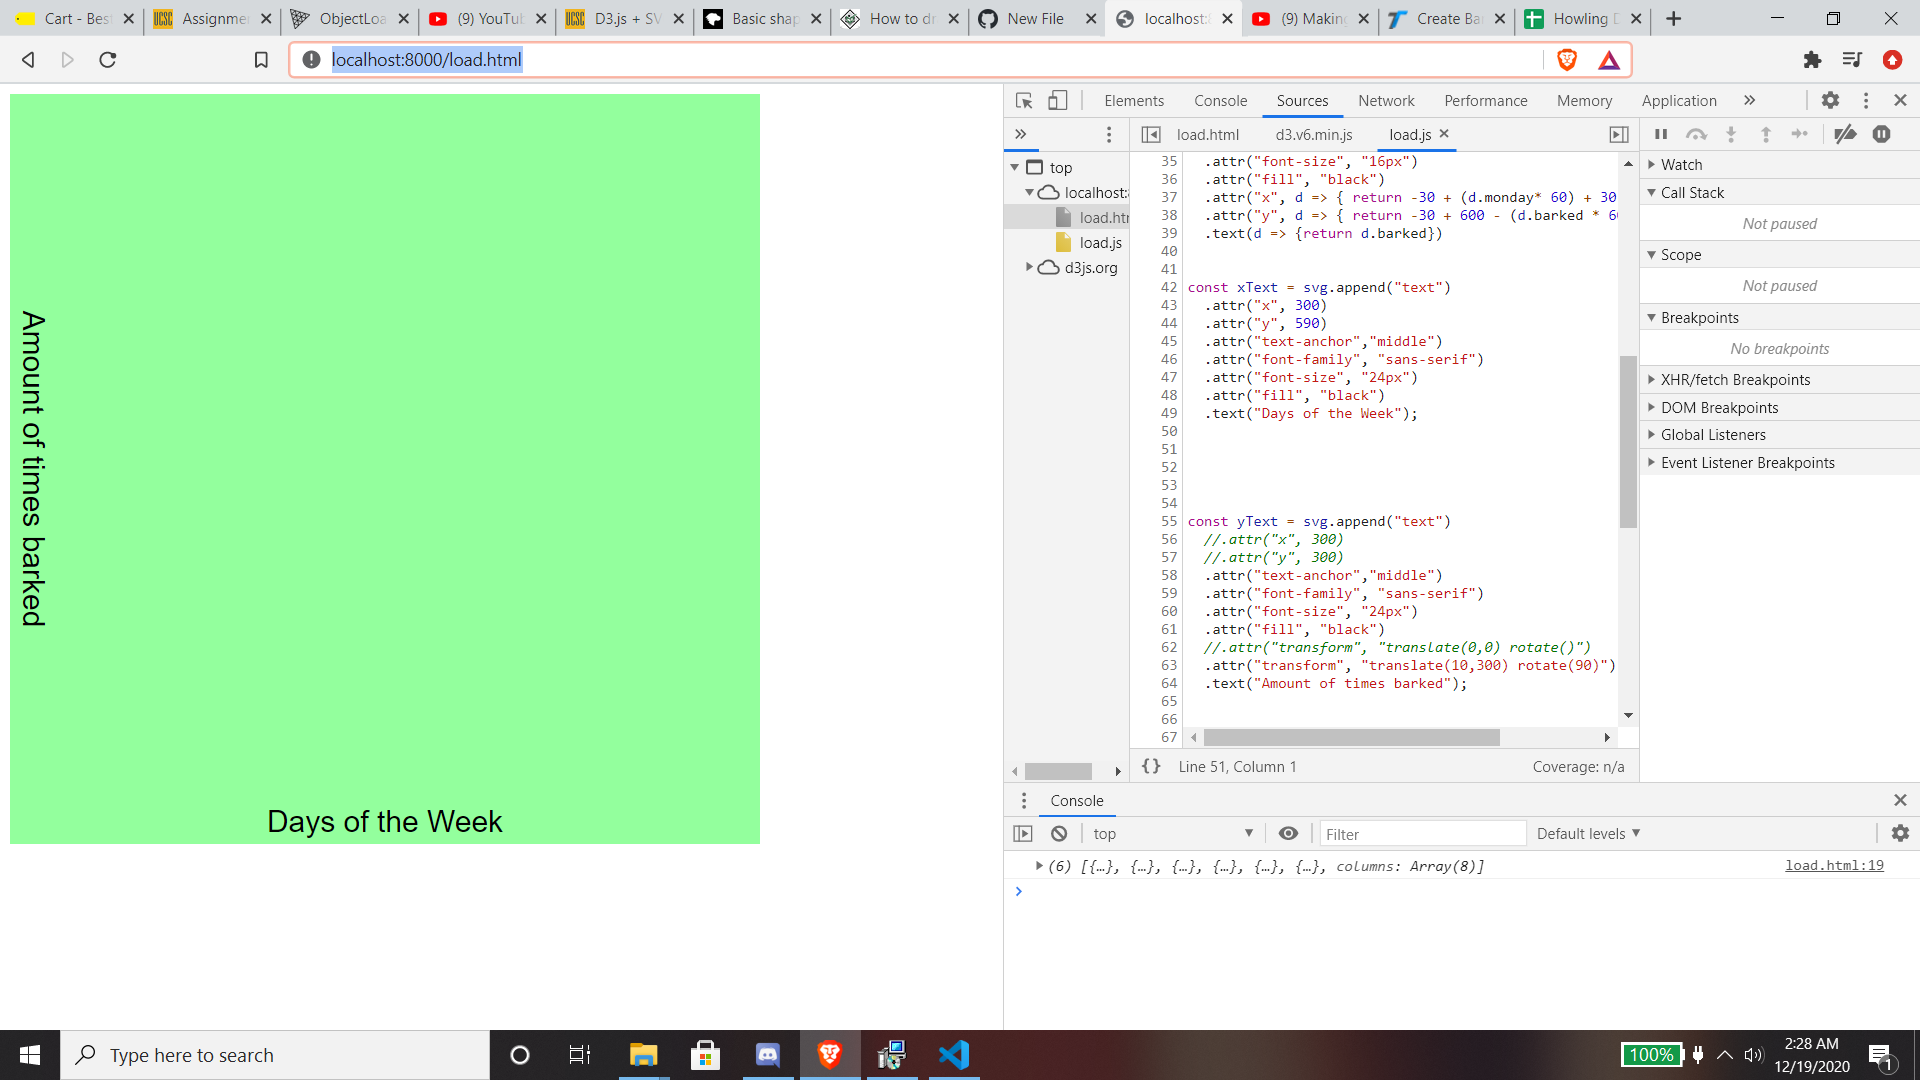 Cart - Bes
Assignme
ObjectLoa
(9) YouTu
D3.js + SV
Basic shap
How to dr
New File
localhost:
(9) Making
Create Ba
Howling D
localhost:8000/load.html
Elements Console Sources Network Performance Memory Application
load.html d3.v6.min.js load.js
top
localhost:
load.htr
load.js
d3js.org
35 .attr("font-size", "16px")
36 .attr("fill", "black")
37 .attr("x", d => { return -30 + (d.monday* 60) + 30
38 .attr("y", d => { return -30 + 600 - (d.barked * 6
39 .text(d => {return d.barked})
40
41
42 const xText = svg.append("text")
43 .attr("x", 300)
44 .attr("y", 590)
45 .attr("text-anchor","middle")
46 .attr("font-family", "sans-serif")
47 .attr("font-size", "24px")
48 .attr("fill", "black")
49 .text("Days of the Week");
50
51
52
53
54
55 const yText = svg.append("text")
56 //.attr("x", 300)
57 //.attr("y", 300)
58 .attr("text-anchor","middle")
59 .attr("font-family", "sans-serif")
60 .attr("font-size", "24px")
61 .attr("fill", "black")
62 //.attr("transform", "translate(0,0) rotate()")
63 .attr("transform", "translate(10,300) rotate(90)")
64 .text("Amount of times barked");
65
66
67
{} Line 51, Column 1 Coverage: n/a
Watch
Call Stack
Not paused
Scope
Not paused
Breakpoints
No breakpoints
XHR/fetch Breakpoints
DOM Breakpoints
Global Listeners
Event Listener Breakpoints
Amount of times barked
Days of the Week
Console
top Filter Default levels
(6) [{…}, {…}, {…}, {…}, {…}, {…}, columns: Array(8)] load.html:19
Type here to search
100%
2:28 AM
12/19/2020
1